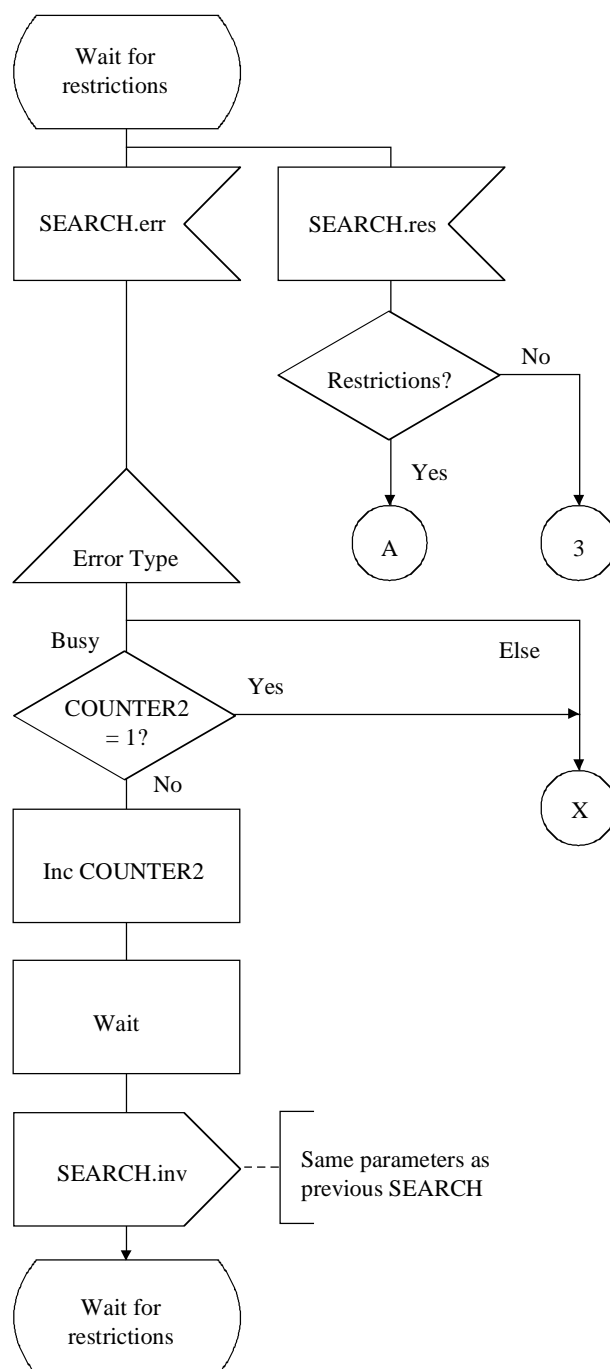 Wait for
restrictions
SEARCH.err
SEARCH.res
Restrictions?
No
Yes
A
3
Error Type
Busy
Else
COUNTER2
= 1?
Yes
No
X
Inc COUNTER2
Wait
SEARCH.inv
Same parameters as
previous SEARCH
Wait for
restrictions